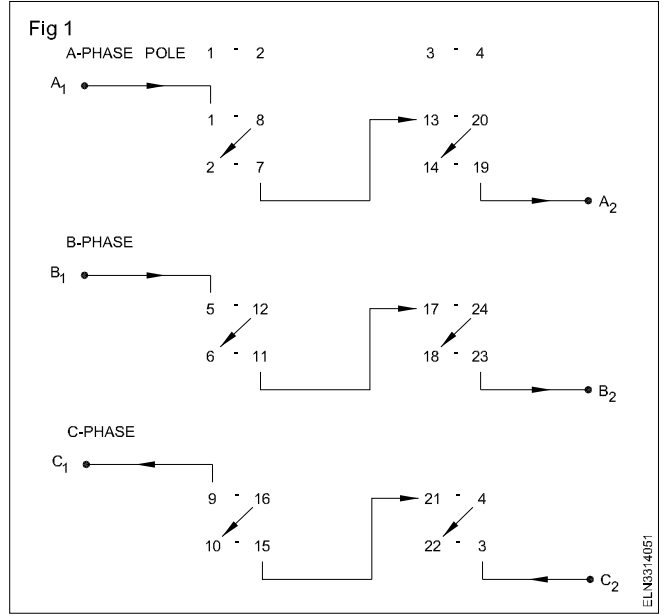 Fig 1
A-PHASE POLE 1 - 2 3 - 4
A1
1 - 8 13 - 20
2 - 7 14 - 19
A2
B-PHASE
B1
5 - 12 17 - 24
6 - 11 18 - 23
B2
C-PHASE
C1
9 - 16 21 - 4
10 - 15 22 - 3
C2
ELN3314051